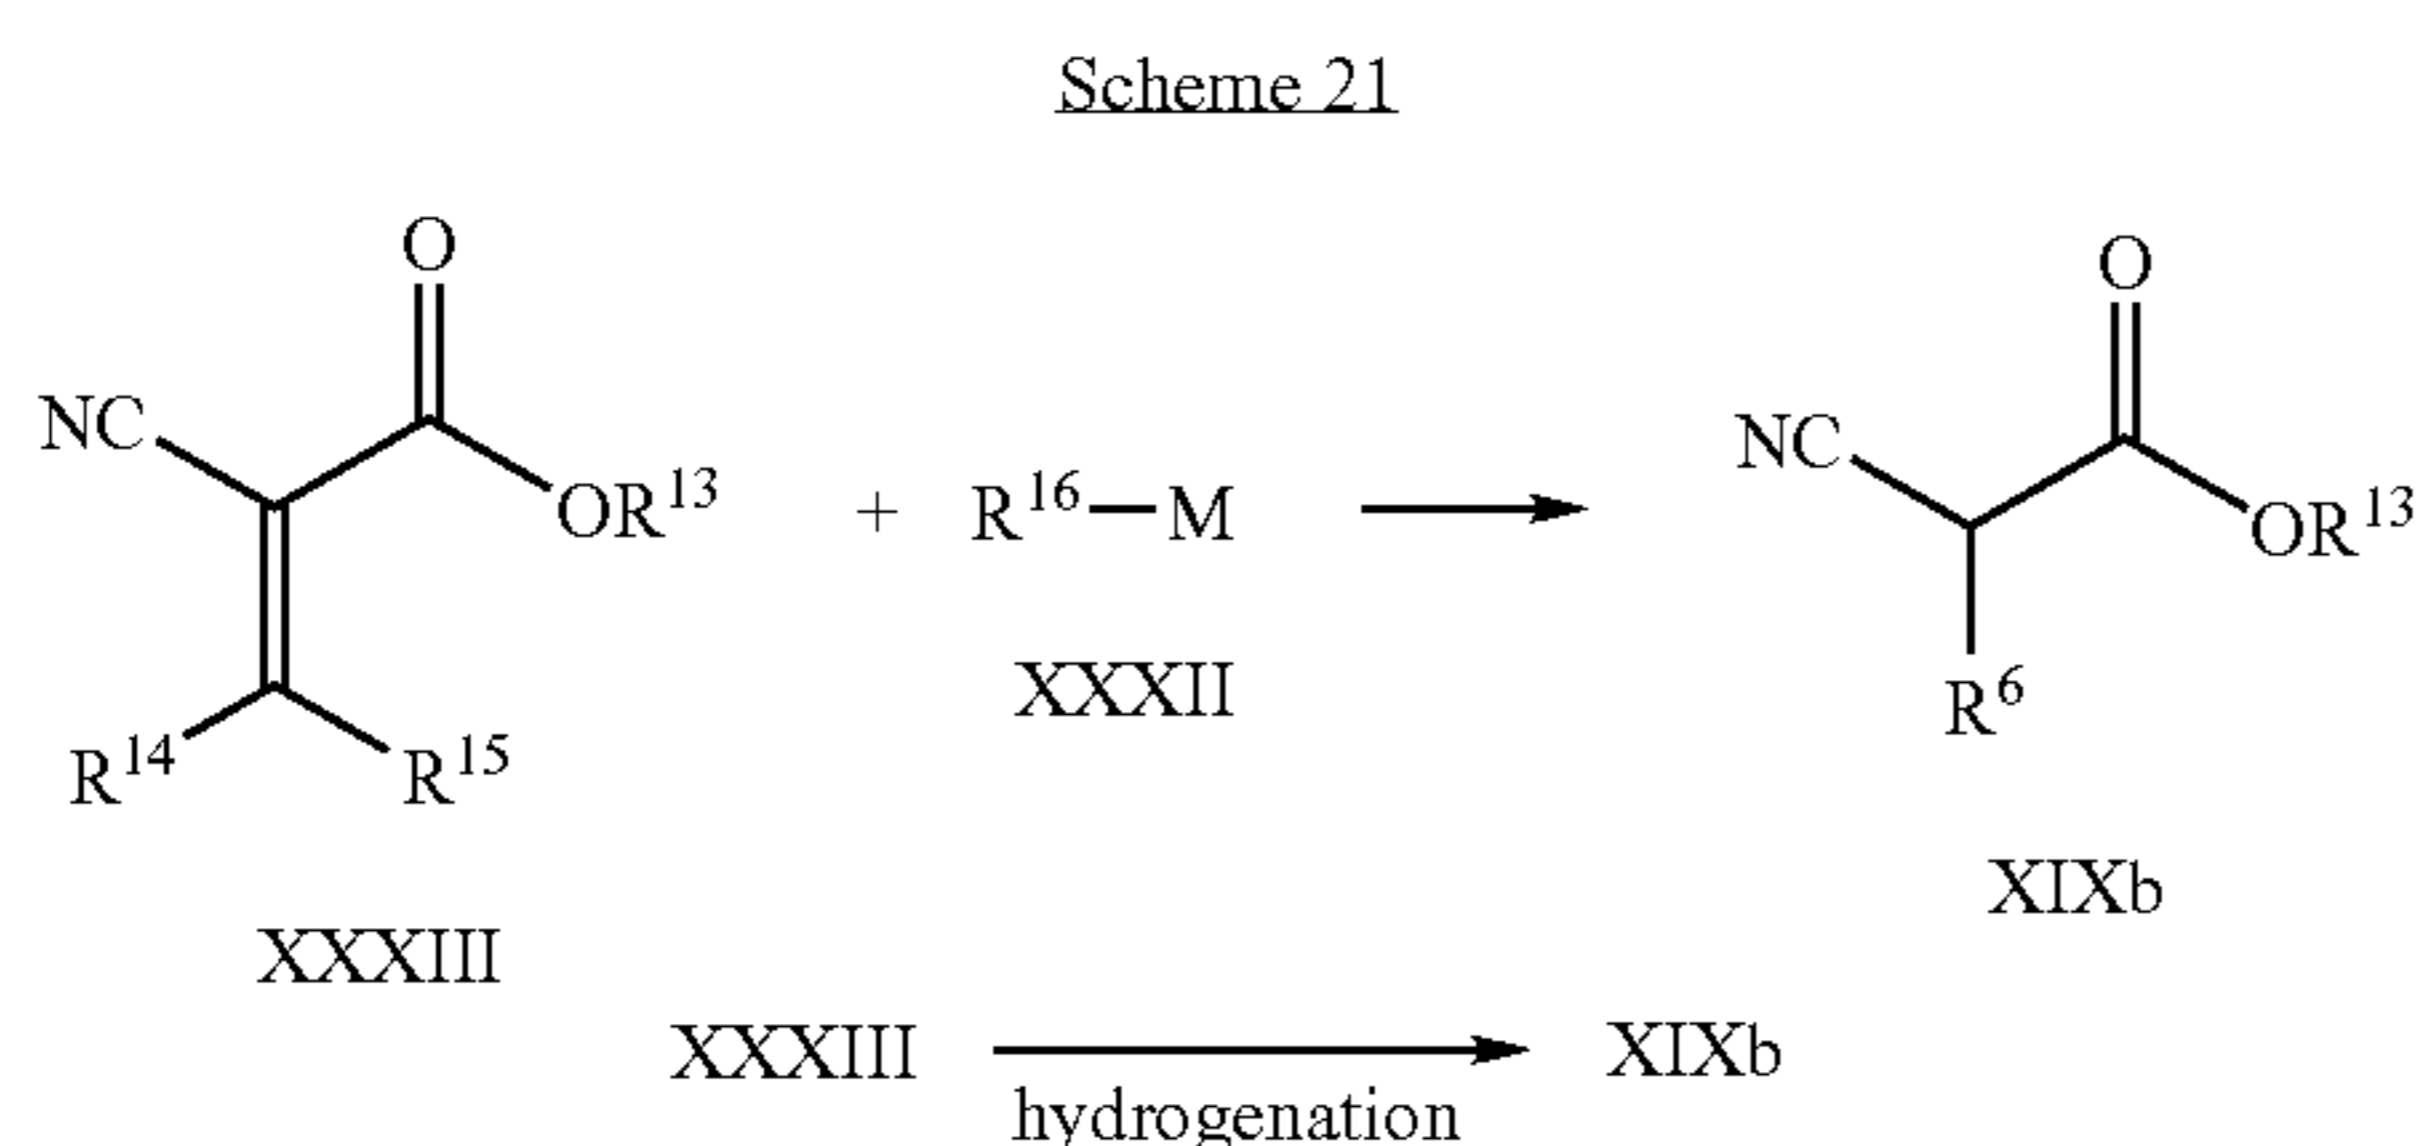 Scheme 21
O
O
NC
NC
OR13 + R16—M
OR13
XXXII
R6
R14 R15
XIXb
XXXIII
XXXIII XIXb
hydrogenation